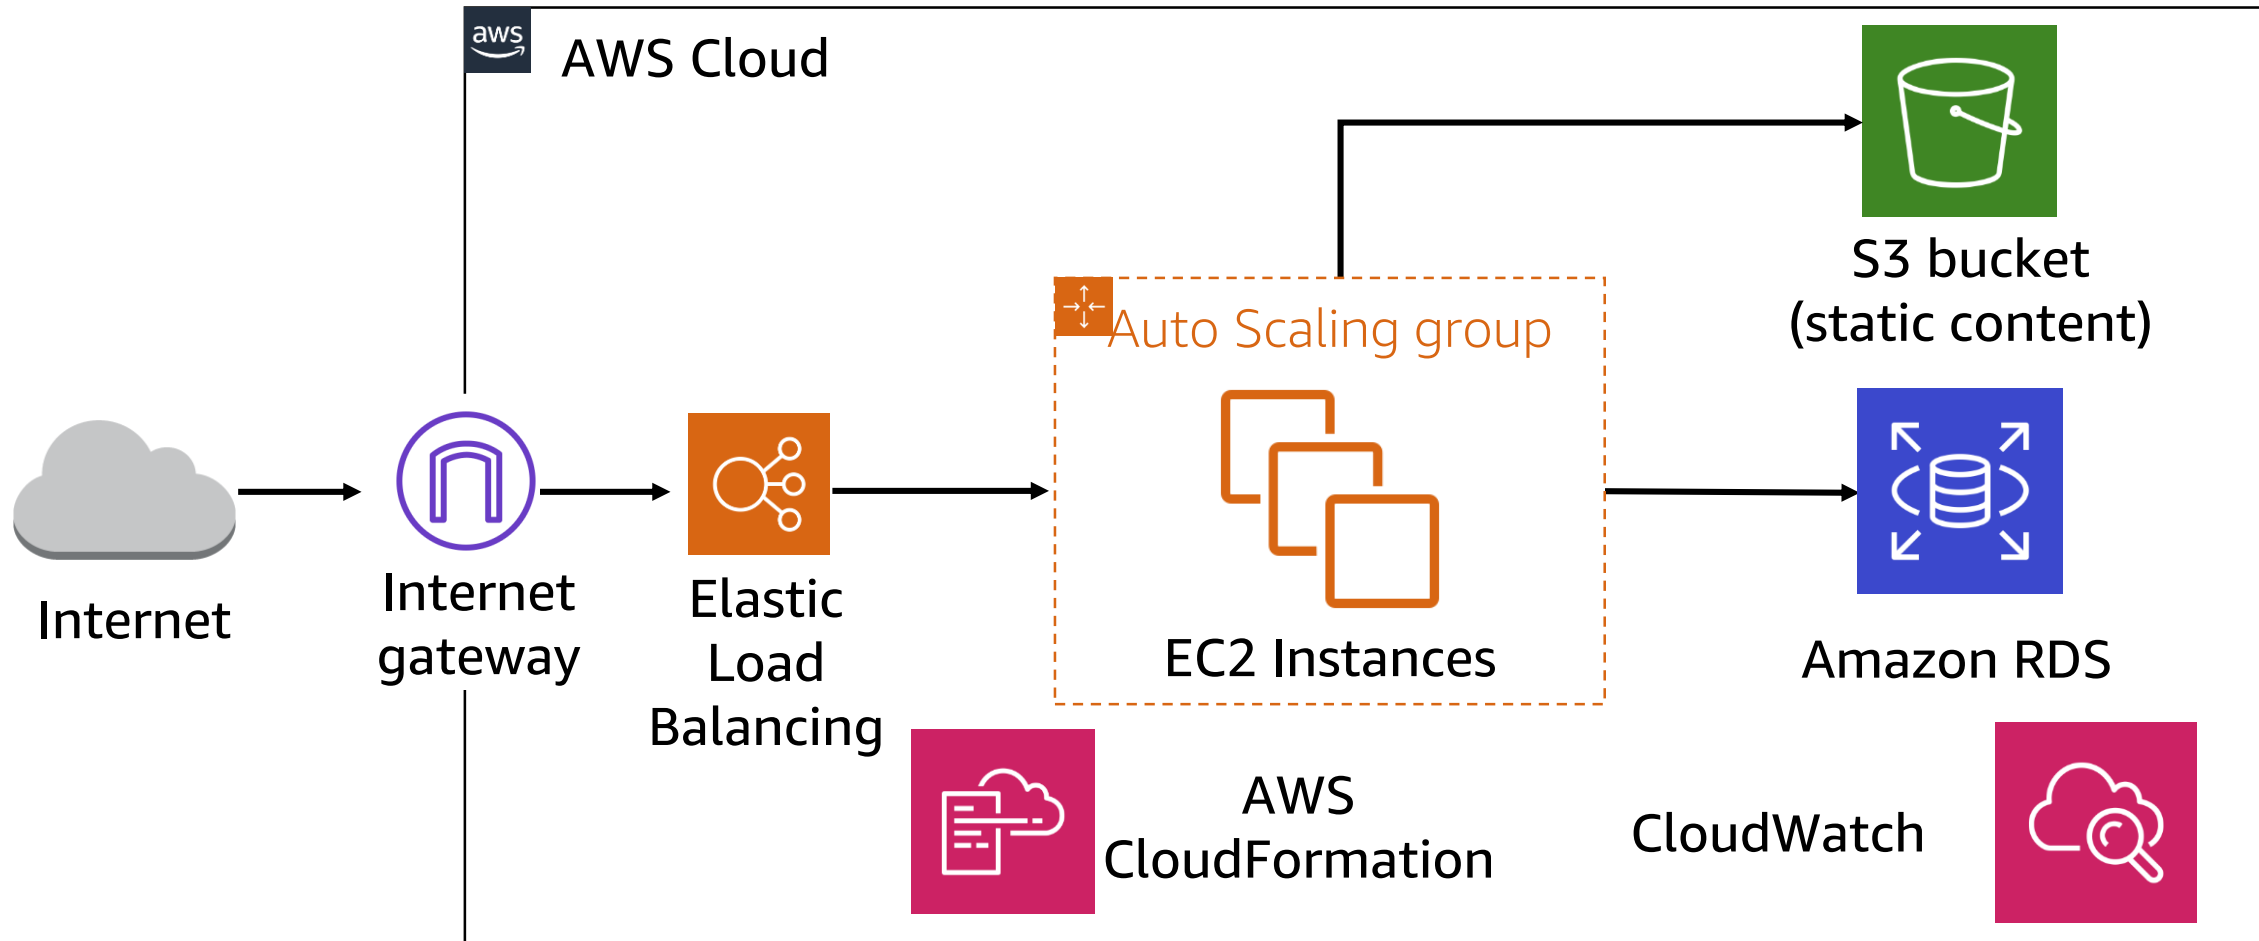 aws
AWS Cloud
S3 bucket
(static content)
Auto Scaling group
Internet
Internet
gateway
Elastic
Load
Balancing
EC2 Instances
Amazon RDS
AWS
CloudFormation
CloudWatch